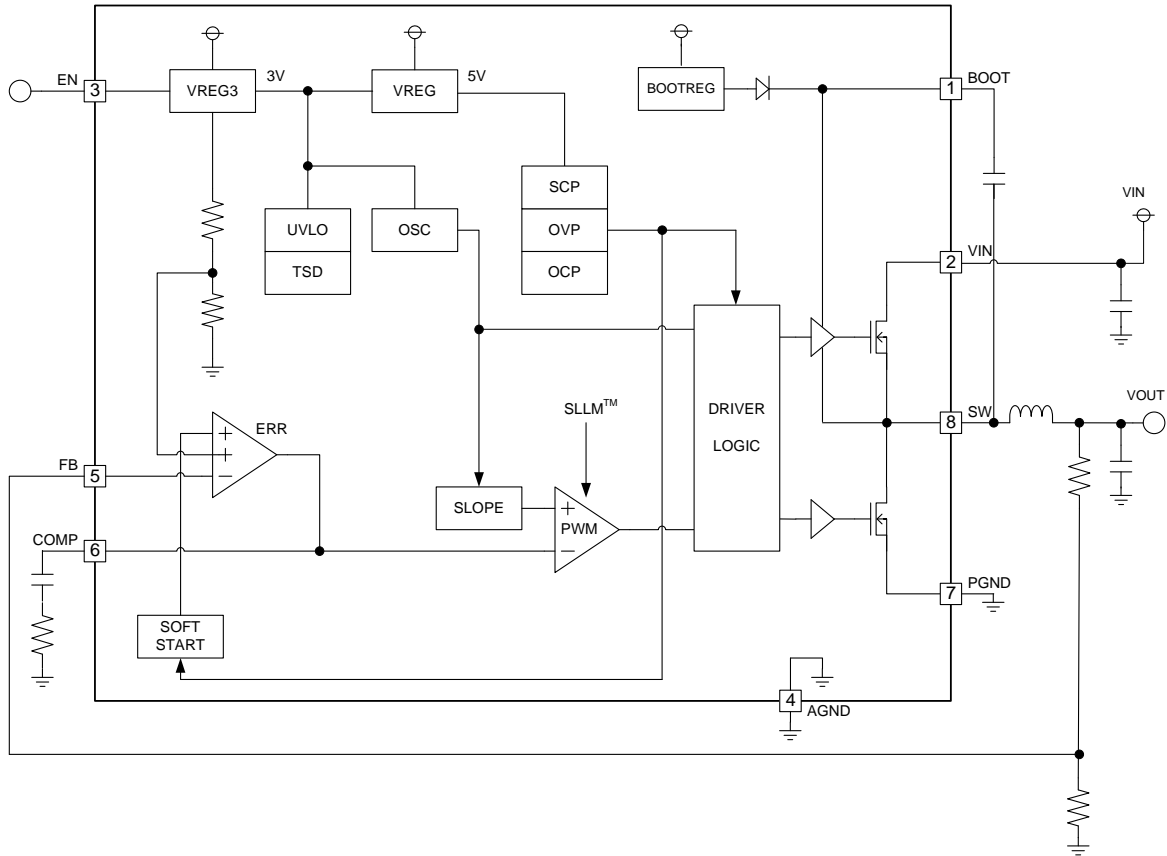 EN
3
VREG3
3V
VREG
5V
BOOTREG
1
BOOT
SCP
OVP
OCP
UVLO
TSD
OSC
VIN
2
VIN
SLLM™
DRIVER
LOGIC
8
SW
VOUT
ERR
+
+
−
FB
5
SLOPE
+
PWM
−
COMP
6
7
PGND
SOFT
START
4
AGND